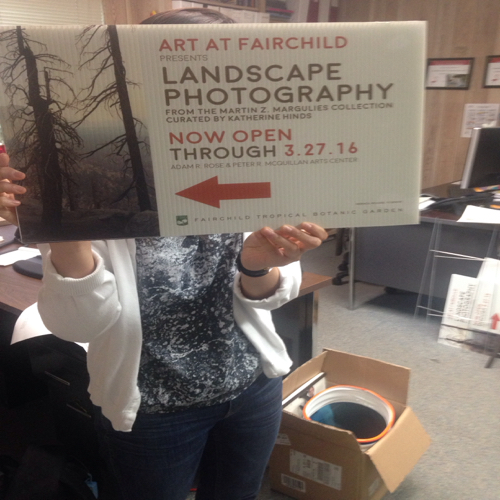 ART AT FAIRCHILD
PRESENTS
LANDSCAPE
PHOTOGRAPHY
FROM THE MARTIN Z. MARGULIES COLLECTION
CURATED BY KATHERINE HINDS
NOW OPEN
THROUGH 3.27.16
ADAM R. ROSE & PETER R. MCQUILLAN ARTS CENTER
FAIRCHILD TROPICAL BOTANIC GARDEN